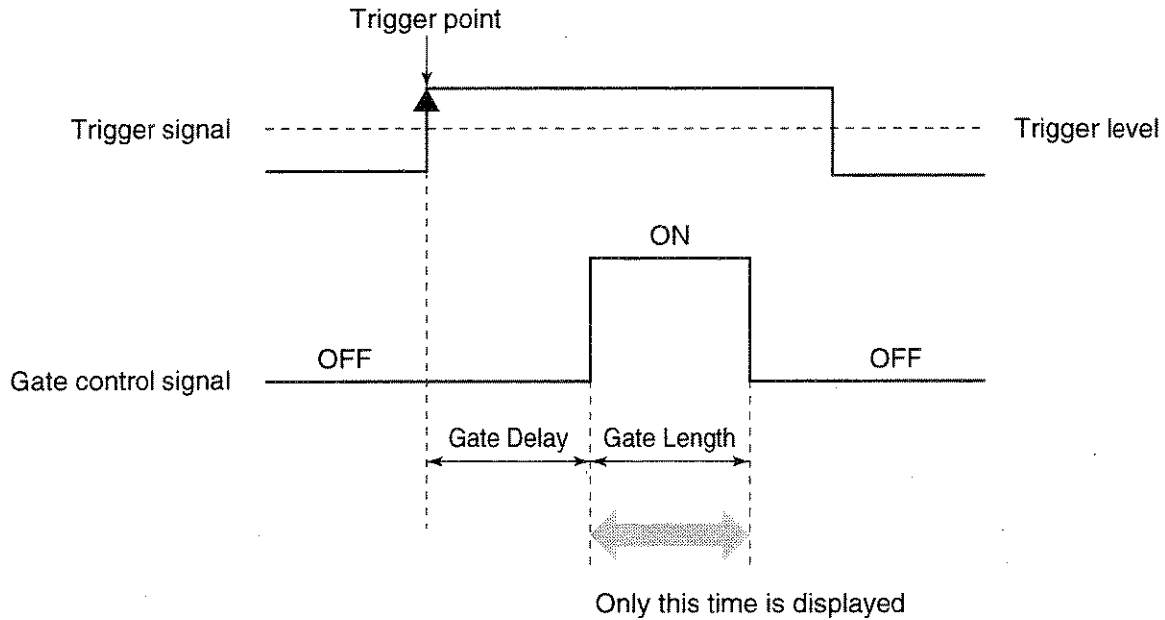 Trigger point
Trigger signal
Trigger level
ON
OFF
OFF
Gate control signal
Gate Delay
Gate Length
Only this time is displayed